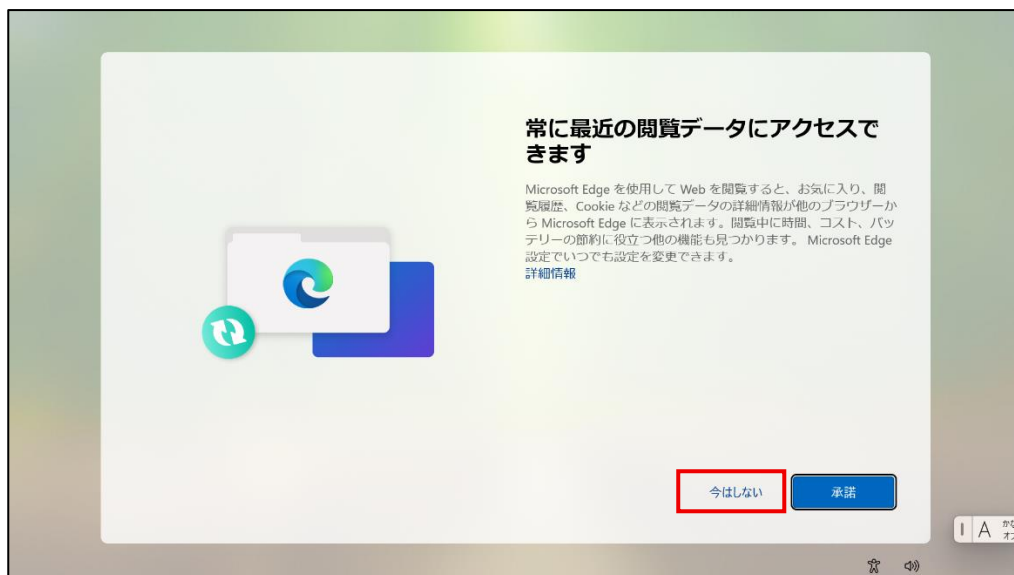 常に最近の閲覧データにアクセスで
きます
Microsoft Edge を使用して Web を閲覧すると、お気に入り、閲
覧履歴、Cookie などの閲覧データの詳細情報が他のブラウザーか
ら Microsoft Edge に表示されます。閲覧中に時間、コスト、バッ
テリーの節約に役立つ他の機能も見つかります。 Microsoft Edge
設定でいつでも設定を変更できます。
詳細情報
今はしない
承諾
A